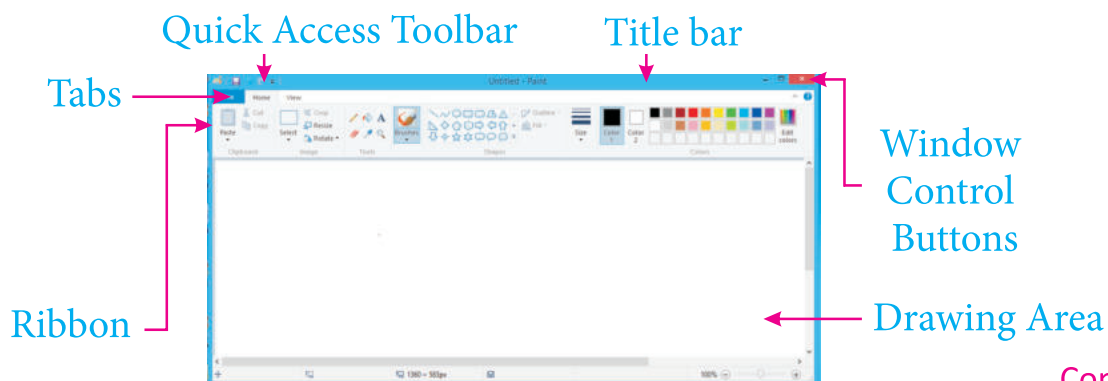 Quick Access Toolbar
Title bar
Tabs
Untitled - Paint
Home View
Cut
Copy
Paste
Clipboard
Select
Crop
Resize
Rotate
Image
A
Tools
Brushes
Outline
Fill
Shapes
Size
Color
1
Color
2
Edit
colors
Colors
Window
Control
Buttons
Ribbon
Drawing Area
100%